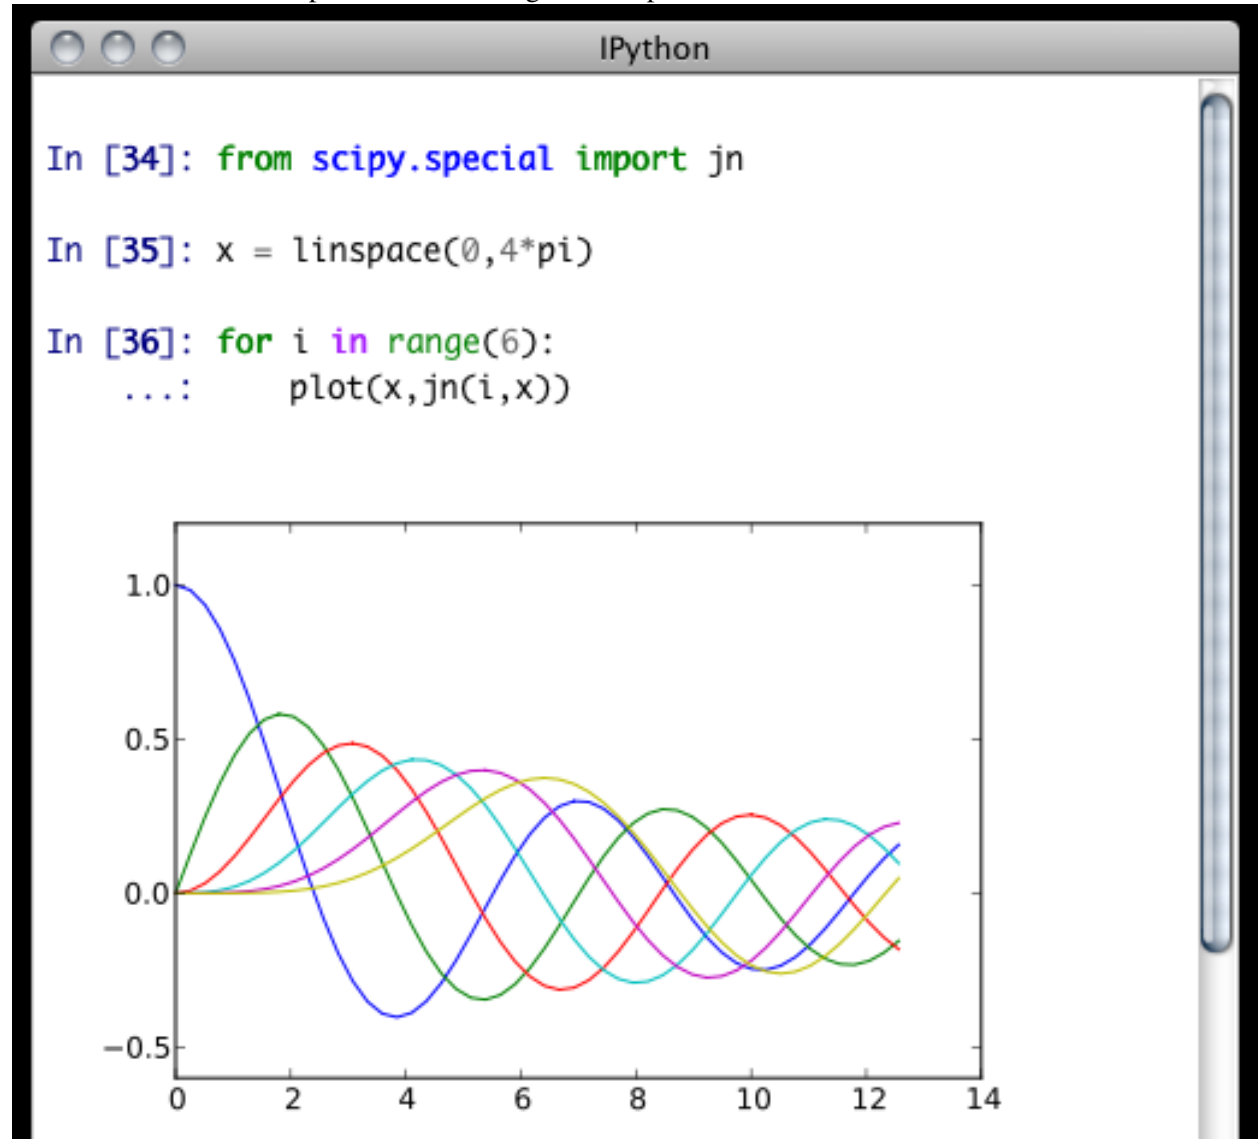 IPython
In [34]: from scipy.special import jn
In [35]: x = linspace(0,4*pi)
In [36]: for i in range(6):
...: plot(x,jn(i,x))
1.0
0.5
0.0
−0.5
0 2 4 6 8 10 12 14